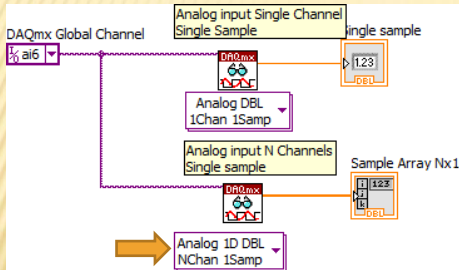 Analog input Single Channel
Single Sample
DAQmx Global Channel
Single sample
ai6
DAQmx
1.23
DBL
Analog DBL
1Chan 1Samp
Analog input N Channels
Single sample
Sample Array Nx1
DAQmx
i
j
k
123
DBL
Analog 1D DBL
NChan 1Samp